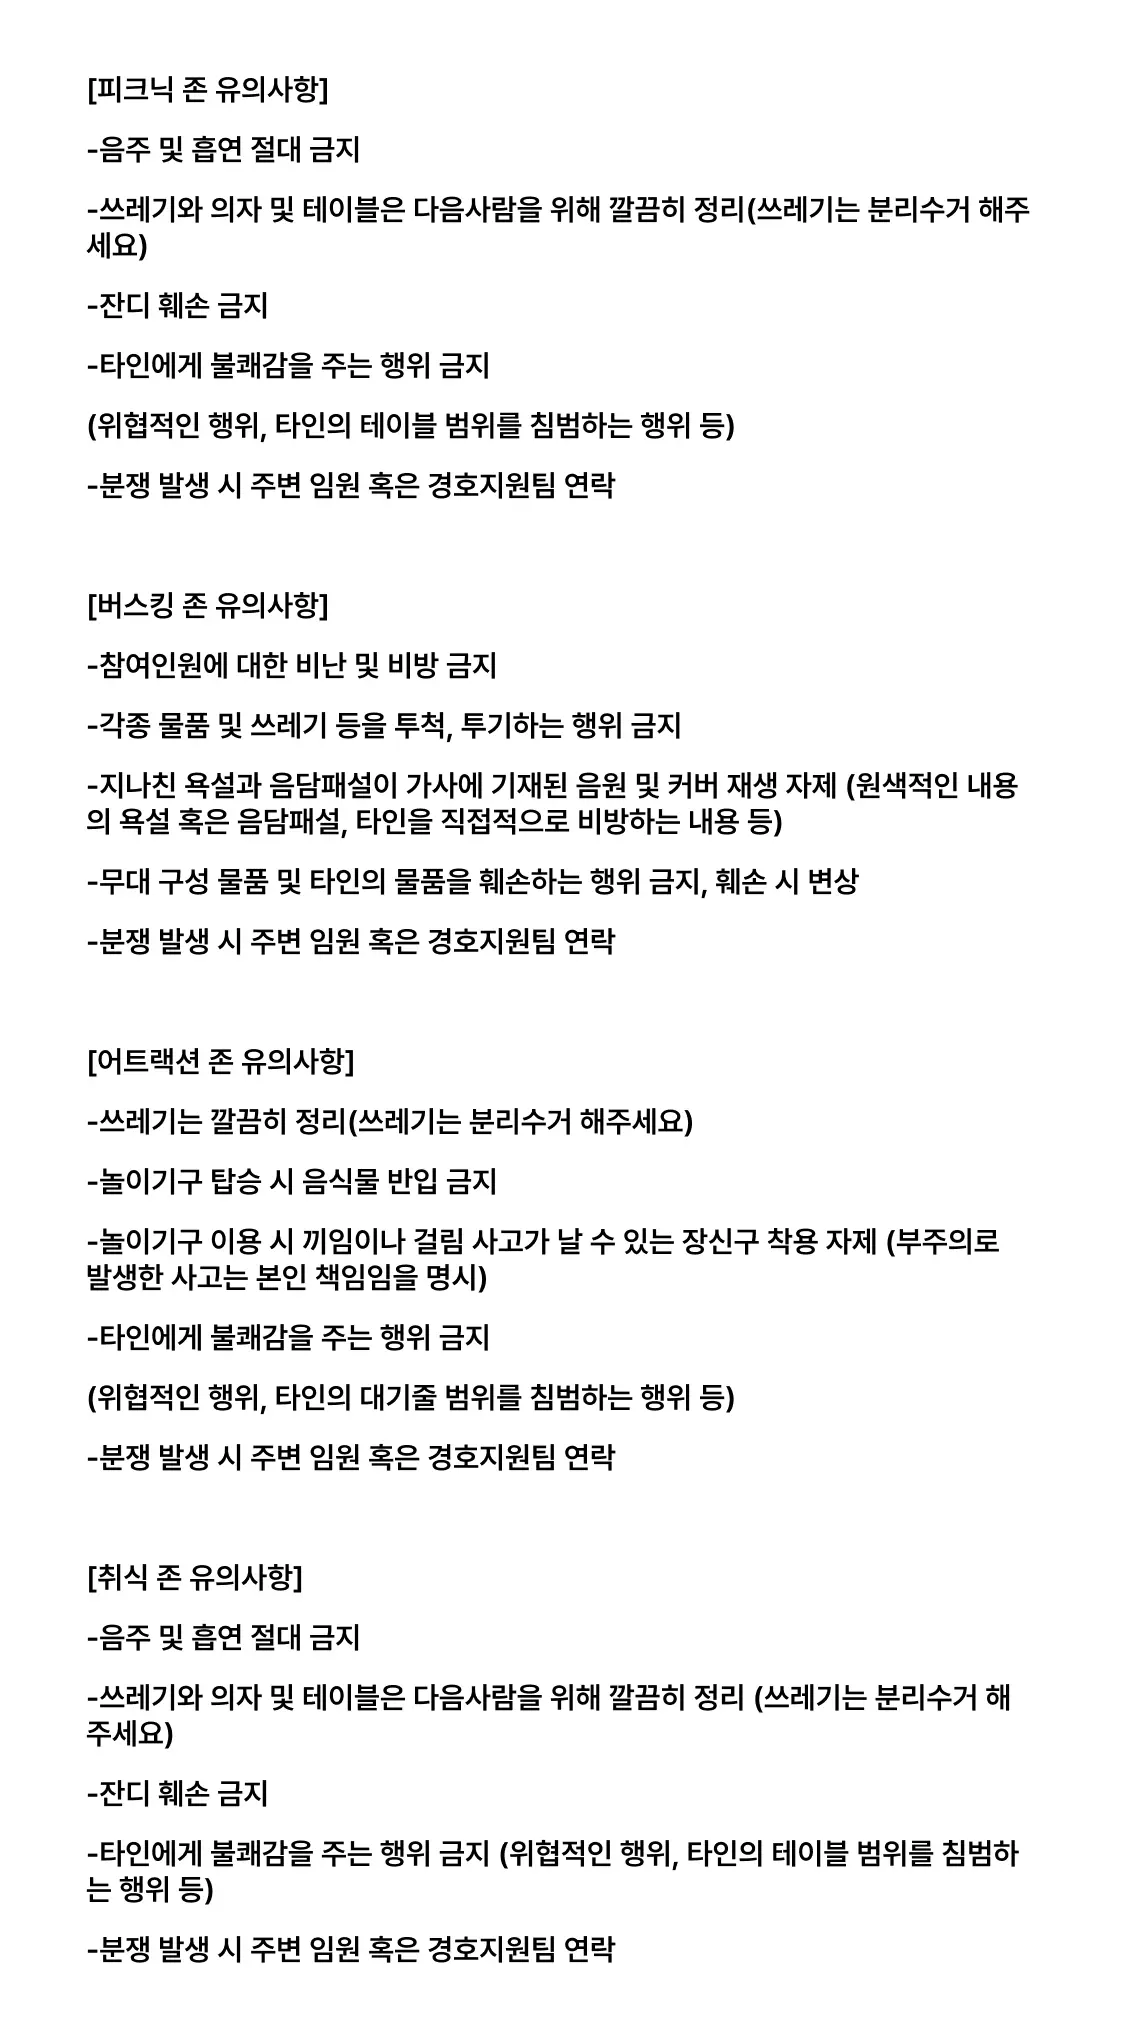 [피크닉 존 유의사항]
-음주 및 흡연 절대 금지
-쓰레기와 의자 및 테이블은 다음사람을 위해 깔끔히 정리(쓰레기는 분리수거 해주
세요)
-잔디 훼손 금지
-타인에게 불쾌감을 주는 행위 금지
(위협적인 행위, 타인의 테이블 범위를 침범하는 행위 등)
-분쟁 발생 시 주변 임원 혹은 경호지원팀 연락
[버스킹 존 유의사항]
-참여인원에 대한 비난 및 비방 금지
-각종 물품 및 쓰레기 등을 투척, 투기하는 행위 금지
-지나친 욕설과 음담패설이 가사에 기재된 음원 및 커버 재생 자제 (원색적인 내용
의 욕설 혹은 음담패설, 타인을 직접적으로 비방하는 내용 등)
-무대 구성 물품 및 타인의 물품을 훼손하는 행위 금지, 훼손 시 변상
-분쟁 발생 시 주변 임원 혹은 경호지원팀 연락
[어트랙션 존 유의사항]
-쓰레기는 깔끔히 정리(쓰레기는 분리수거 해주세요)
-놀이기구 탑승 시 음식물 반입 금지
-놀이기구 이용 시 끼임이나 걸림 사고가 날 수 있는 장신구 착용 자제 (부주의로
발생한 사고는 본인 책임임을 명시)
-타인에게 불쾌감을 주는 행위 금지
(위협적인 행위, 타인의 대기줄 범위를 침범하는 행위 등)
-분쟁 발생 시 주변 임원 혹은 경호지원팀 연락
[취식 존 유의사항]
-음주 및 흡연 절대 금지
-쓰레기와 의자 및 테이블은 다음사람을 위해 깔끔히 정리 (쓰레기는 분리수거 해
주세요)
-잔디 훼손 금지
-타인에게 불쾌감을 주는 행위 금지 (위협적인 행위, 타인의 테이블 범위를 침범하
는 행위 등)
-분쟁 발생 시 주변 임원 혹은 경호지원팀 연락